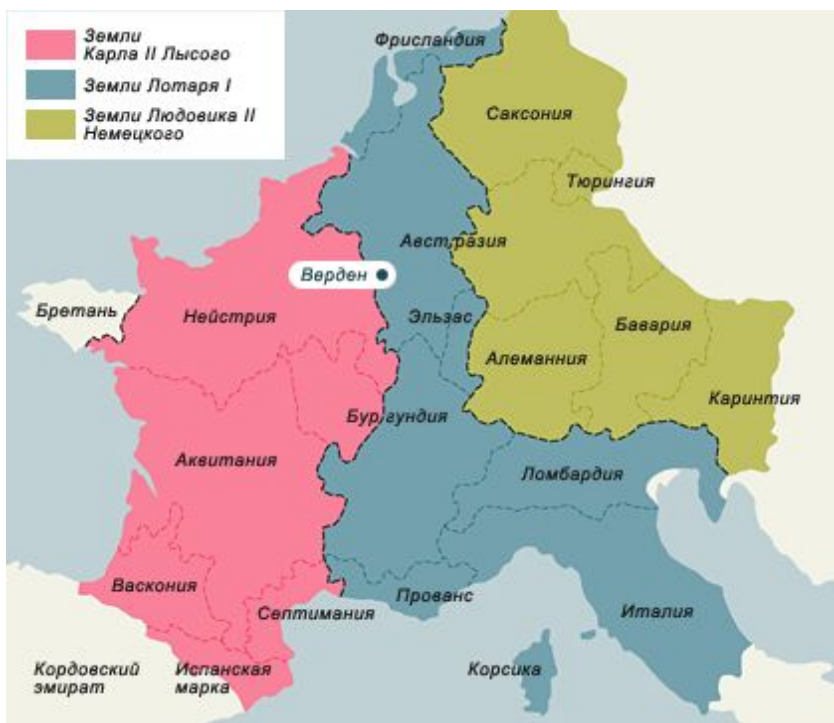 Земли
Карла II Лысого
Земли Лотаря I
Земли Людовика II
Немецкого
Фрисландия
Саксония
Тюрингия
Австразия
Верден
Бретань
Нейстрия
Эльзас
Бавария
Алеманния
Каринтия
Бургундия
Аквитания
Ломбардия
Васкония
Септимания
Прованс
Италия
Кордовский
эмират
Испанская
марка
Корсика